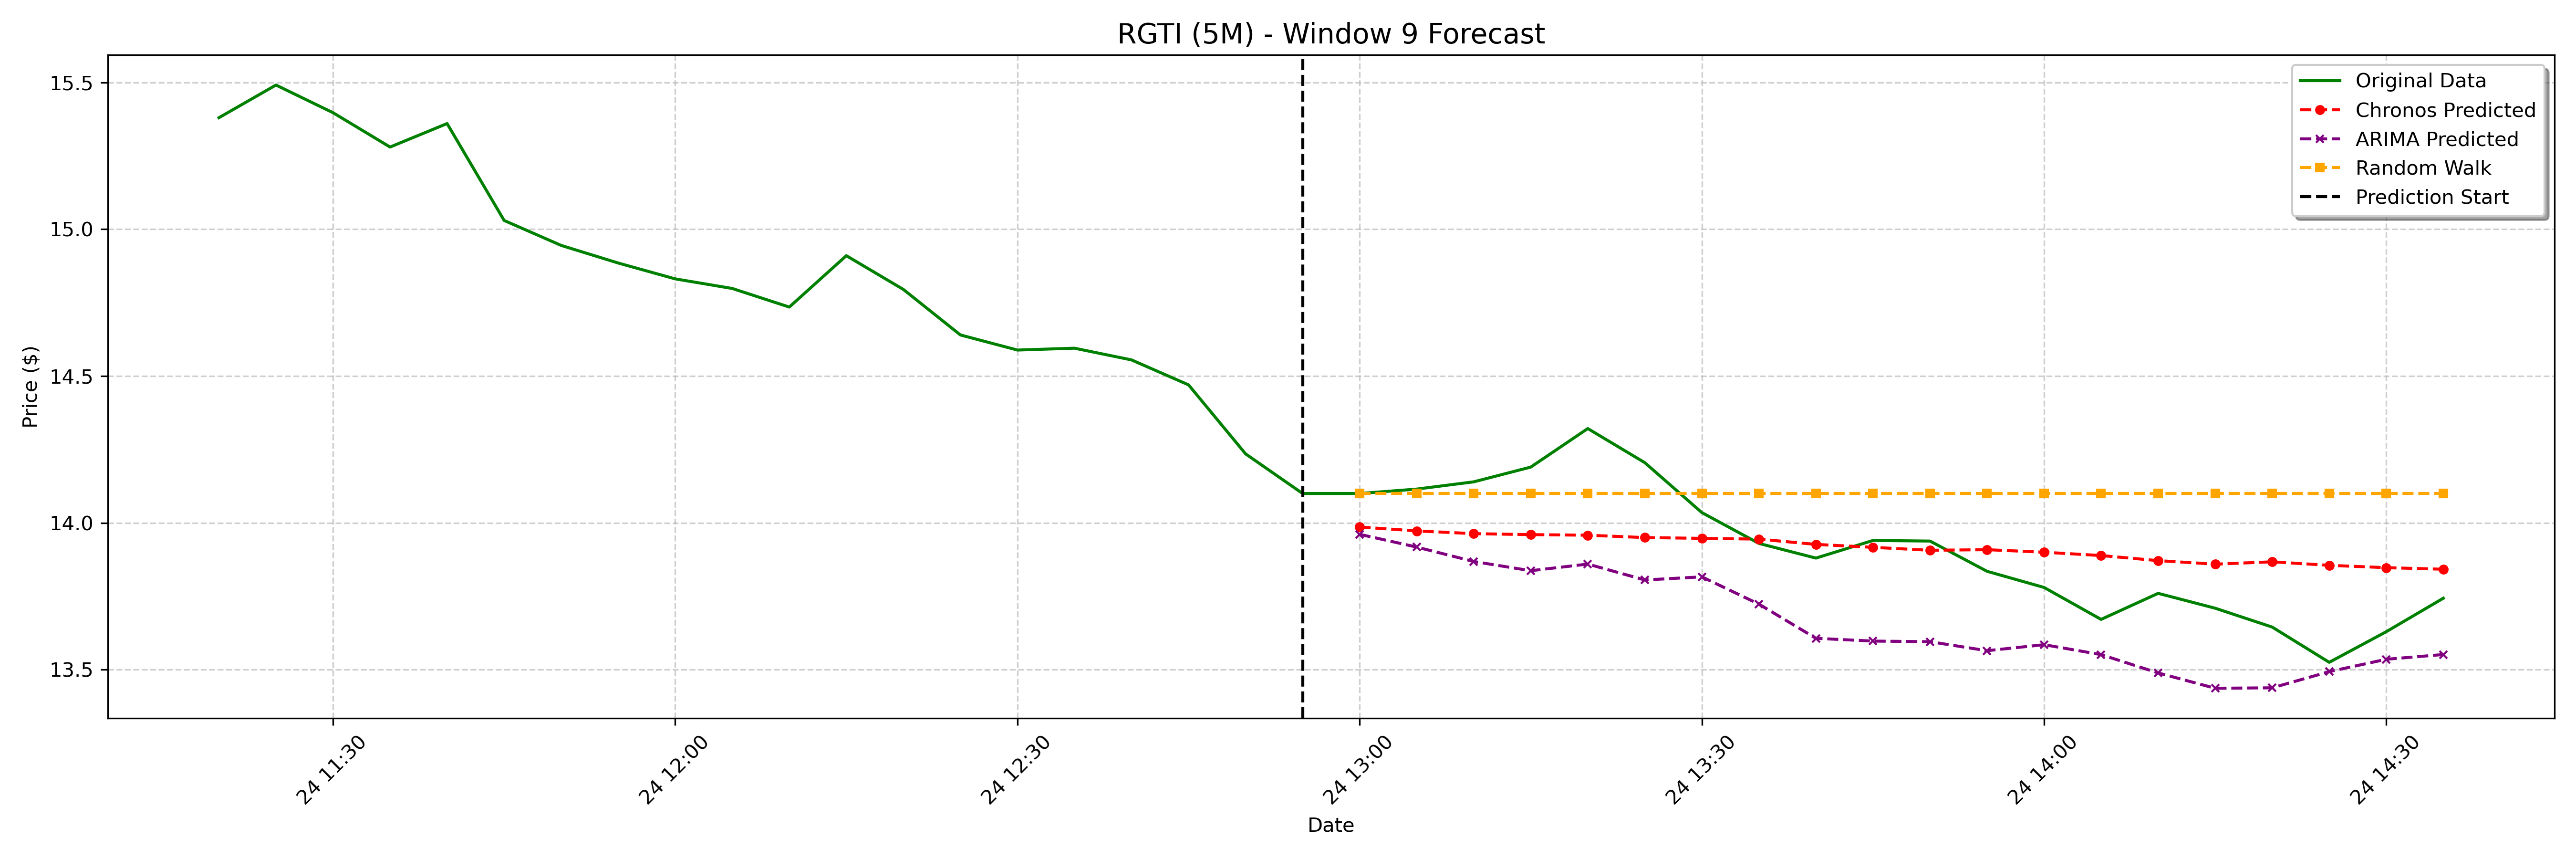 RGTI (5M) - Window 9 Forecast
Original Data
Chronos Predicted
ARIMA Predicted
Random Walk
Prediction Start
Price ($)
15.5
15.0
14.5
14.0
13.5
24 11:30
24 12:00
24 12:30
24 13:00
24 13:30
24 14:00
24 14:30
Date